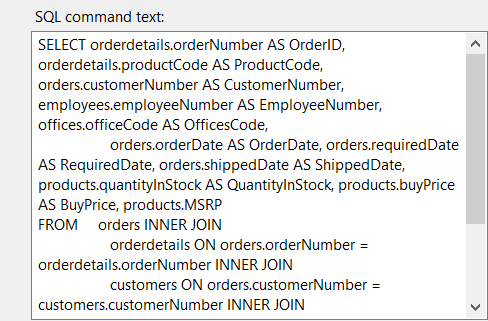 SQL command text:
SELECT orderdetails.orderNumber AS OrderID,
orderdetails.productCode AS ProductCode,
orders.customerNumber AS CustomerNumber,
employees.employeeNumber AS EmployeeNumber,
offices.officeCode AS OfficesCode,
orders.orderDate AS OrderDate, orders.requiredDate
AS RequiredDate, orders.shippedDate AS ShippedDate,
products.quantityInStock AS QuantityInStock, products.buyPrice
AS BuyPrice, products.MSRP
FROM orders INNER JOIN
orderdetails ON orders.orderNumber =
orderdetails.orderNumber INNER JOIN
customers ON orders.customerNumber =
customers.customerNumber INNER JOIN